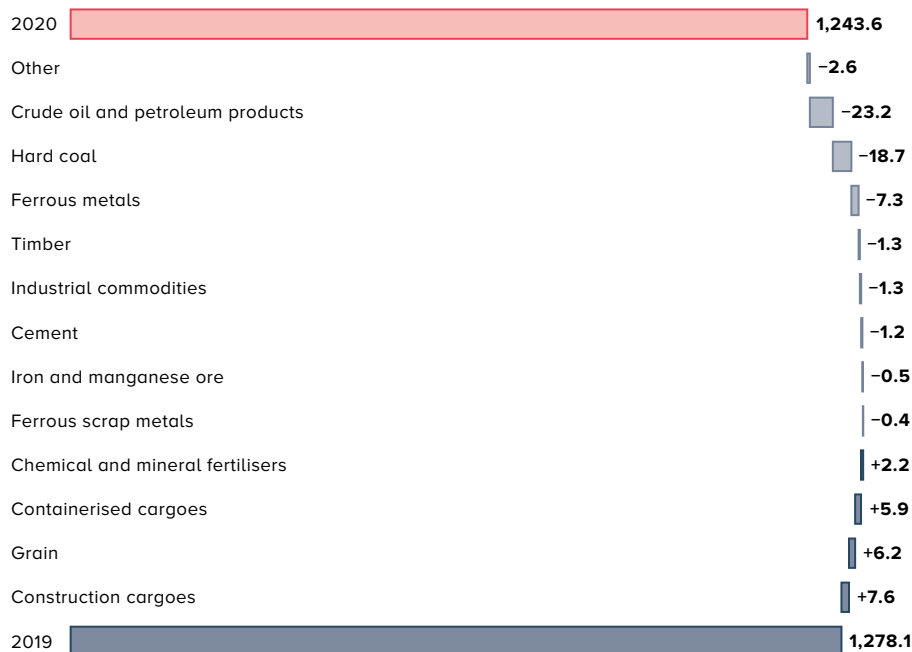 2020 1,243.6
Other −2.6
Crude oil and petroleum products −23.2
Hard coal −18.7
Ferrous metals −7.3
Timber −1.3
Industrial commodities −1.3
Cement −1.2
Iron and manganese ore −0.5
Ferrous scrap metals −0.4
Chemical and mineral fertilisers +2.2
Containerised cargoes +5.9
Grain +6.2
Construction cargoes +7.6
2019 1,278.1